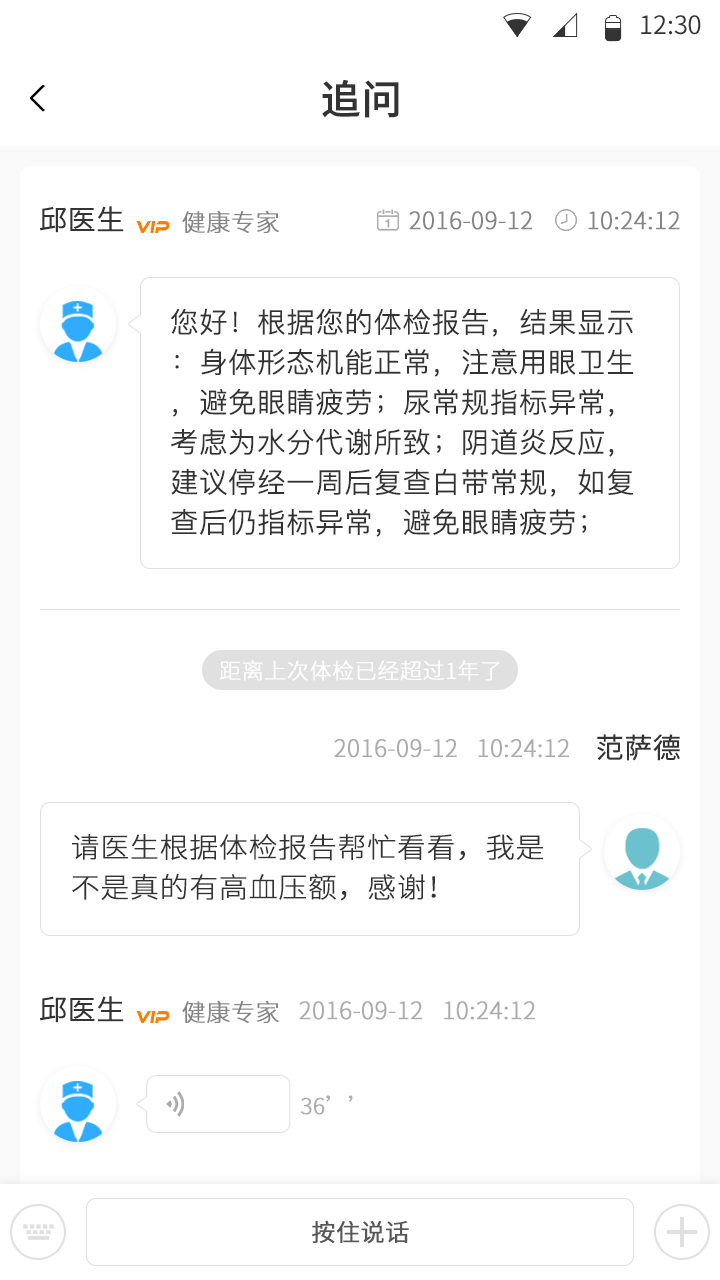 12:30
追问
邱医生 VIP 健康专家 2016-09-12 10:24:12
您好！根据您的体检报告，结果显示
：身体形态机能正常，注意用眼卫生
，避免眼睛疲劳；尿常规指标异常，
考虑为水分代谢所致；阴道炎反应，
建议停经一周后复查白带常规，如复
查后仍指标异常，避免眼睛疲劳；
距离上次体检已经超过1年了
2016-09-12 10:24:12 范萨德
请医生根据体检报告帮忙看看，我是
不是真的有高血压额，感谢！
邱医生 VIP 健康专家 2016-09-12 10:24:12
36’’
按住说话